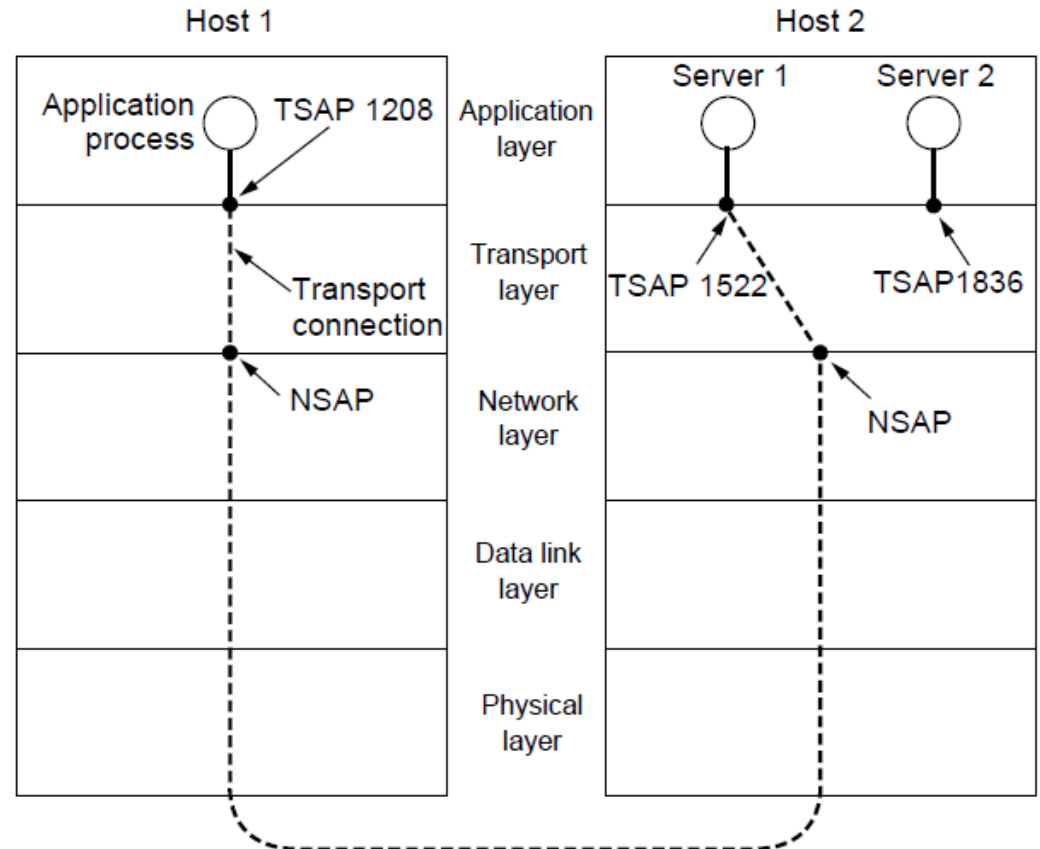 Host 1
Host 2
Application
process
TSAP 1208
Application
layer
Server 1
Server 2
Transport
connection
Transport
layer
TSAP 1522
TSAP1836
NSAP
Network
layer
NSAP
Data link
layer
Physical
layer